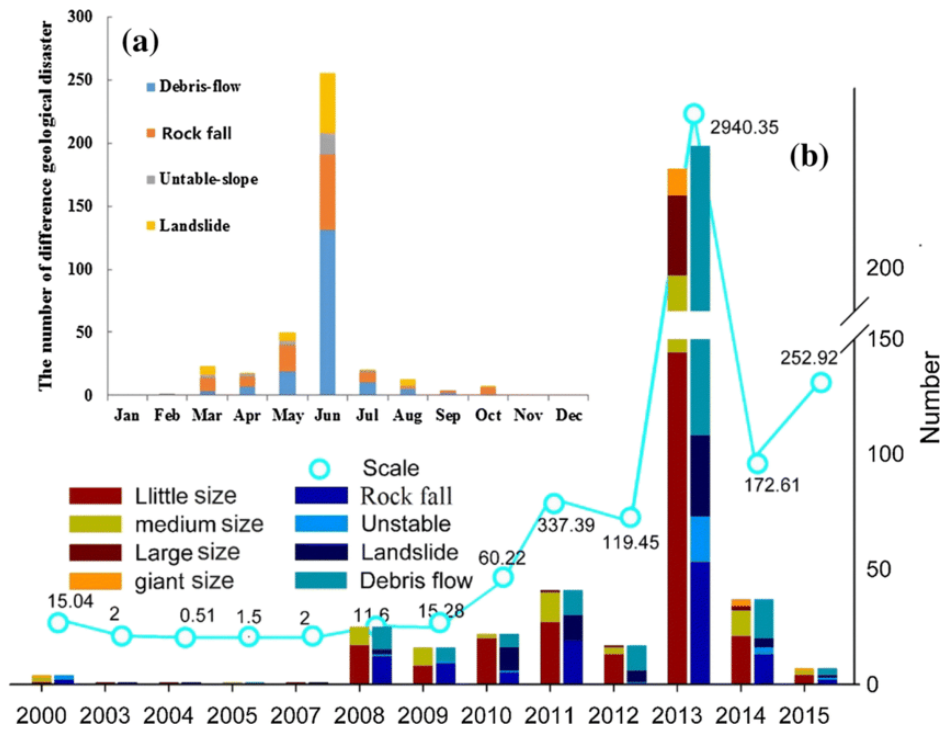 The number of difference geological disaster
300
250
200
150
100
50
0
(a)
Debris-flow
Rock fall
Untable-slope
Landslide
Jan Feb Mar Apr May Jun Jul Aug Sep Oct Nov Dec
(b)
2940.35
200
150
100
50
0
Number
252.92
172.61
119.45
337.39
60.22
15.28
11.6
2
1.5
0.51
2
15.04
Llittle size
medium size
Large size
giant size
Scale
Rock fall
Unstable
Landslide
Debris flow
2000 2003 2004 2005 2007 2008 2009 2010 2011 2012 2013 2014 2015